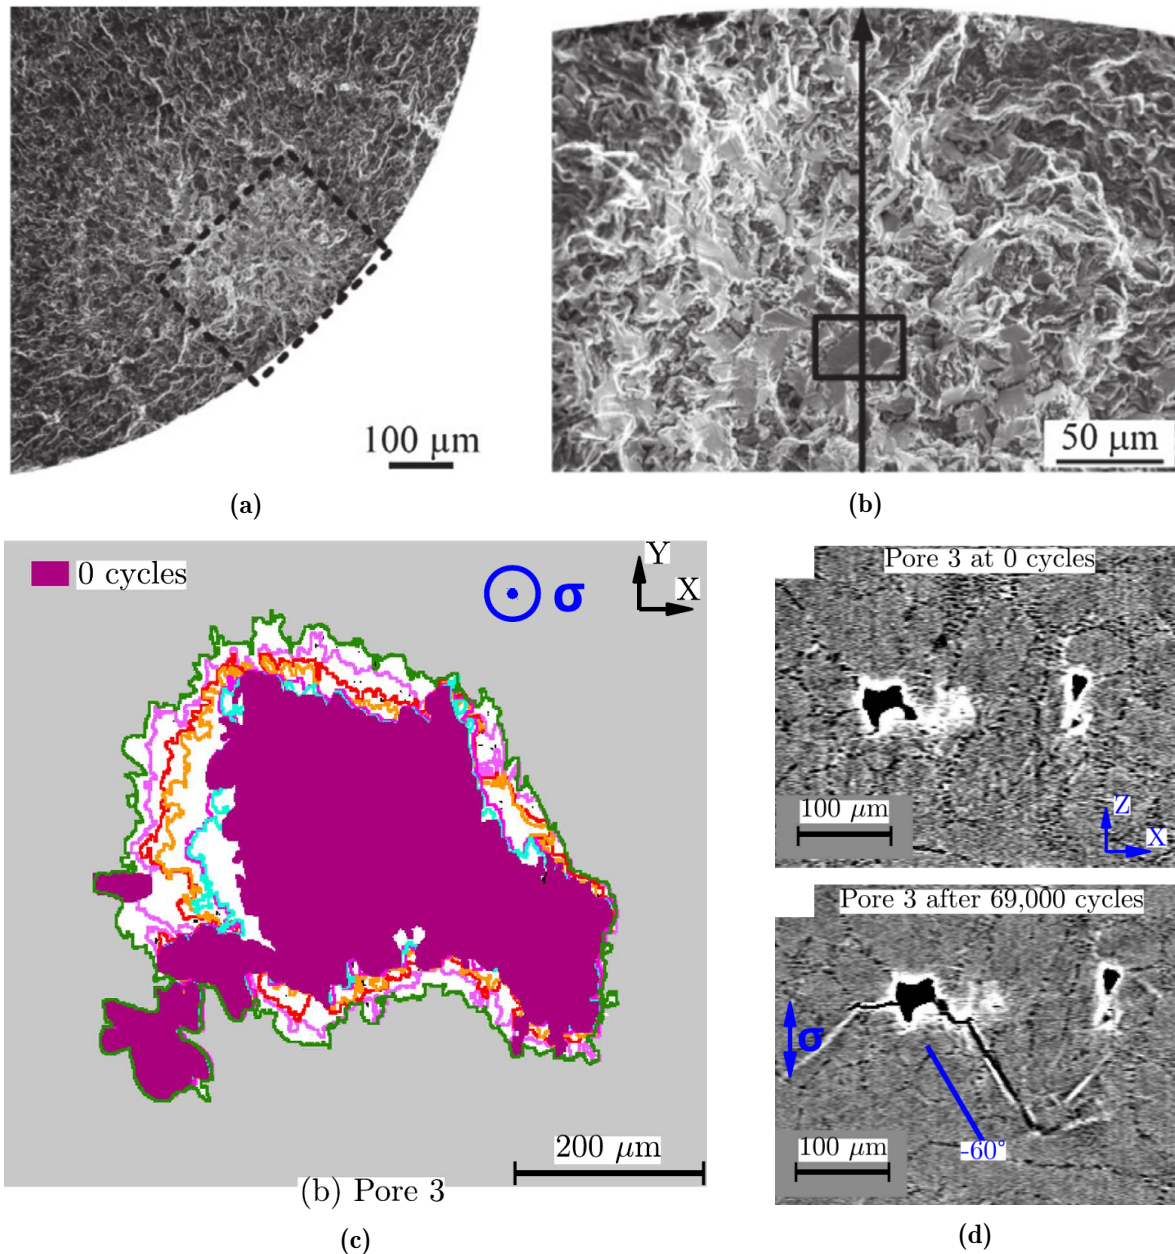 100 μm
50 μm
(a)
(b)
0 cycles
σ
Y
X
200 μm
(b) Pore 3
(c)
Pore 3 at 0 cycles
100 μm
Z
X
Pore 3 after 69,000 cycles
σ
-60°
100 μm
(d)